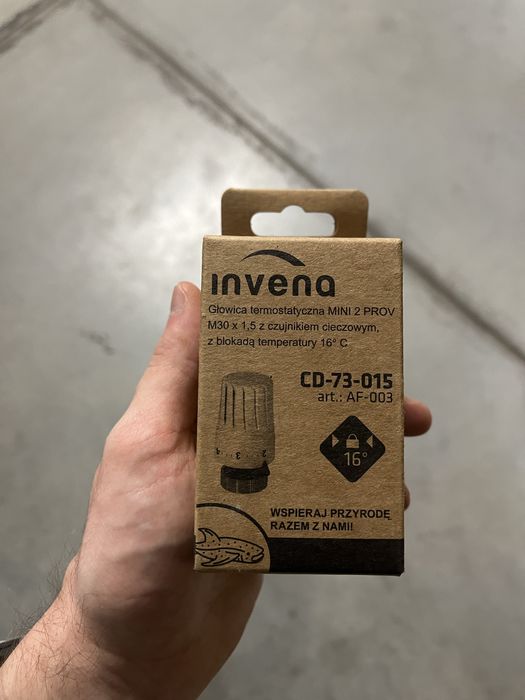 invena
Głowica termostatyczna MINI 2 PROV
M30 x 1,5 z czujnikiem cieczowym,
z blokadą temperatury 16° C
CD-73-015
art.: AF-003
16°
WSPIERAJ PRZYRODĘ
RAZEM Z NAMI!